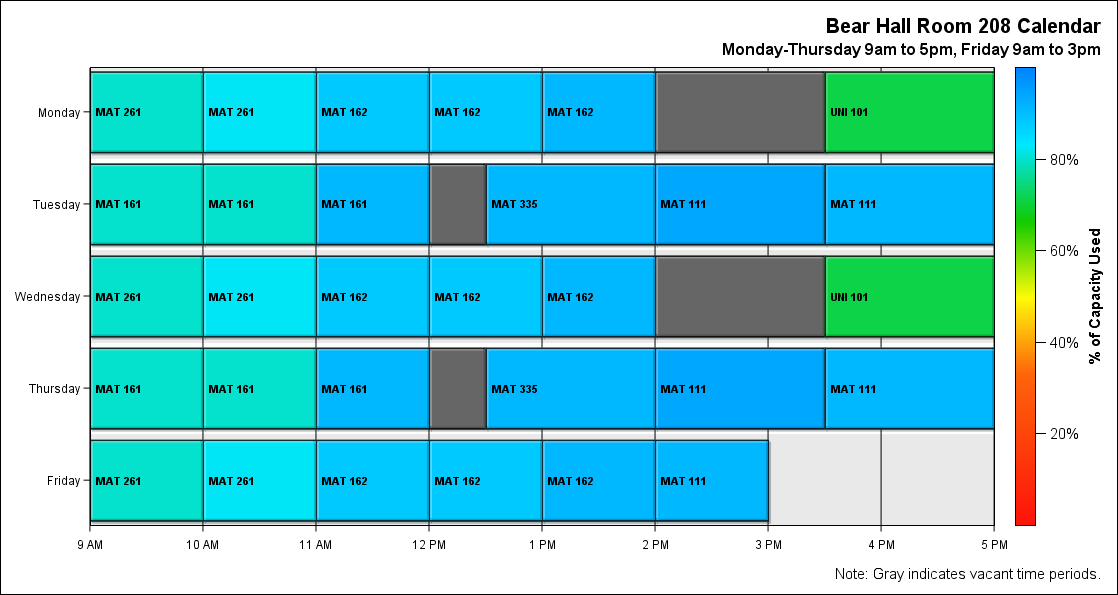 Bear Hall Room 208 Calendar
Monday-Thursday 9am to 5pm, Friday 9am to 3pm
Monday
MAT 261
MAT 261
MAT 162
MAT 162
MAT 162
UNI 101
Tuesday
MAT 161
MAT 161
MAT 161
MAT 335
MAT 111
MAT 111
Wednesday
MAT 261
MAT 261
MAT 162
MAT 162
MAT 162
UNI 101
Thursday
MAT 161
MAT 161
MAT 161
MAT 335
MAT 111
MAT 111
Friday
MAT 261
MAT 261
MAT 162
MAT 162
MAT 162
MAT 111
9 AM
10 AM
11 AM
12 PM
1 PM
2 PM
3 PM
4 PM
5 PM
80%
60%
40%
20%
% of Capacity Used
Note: Gray indicates vacant time periods.